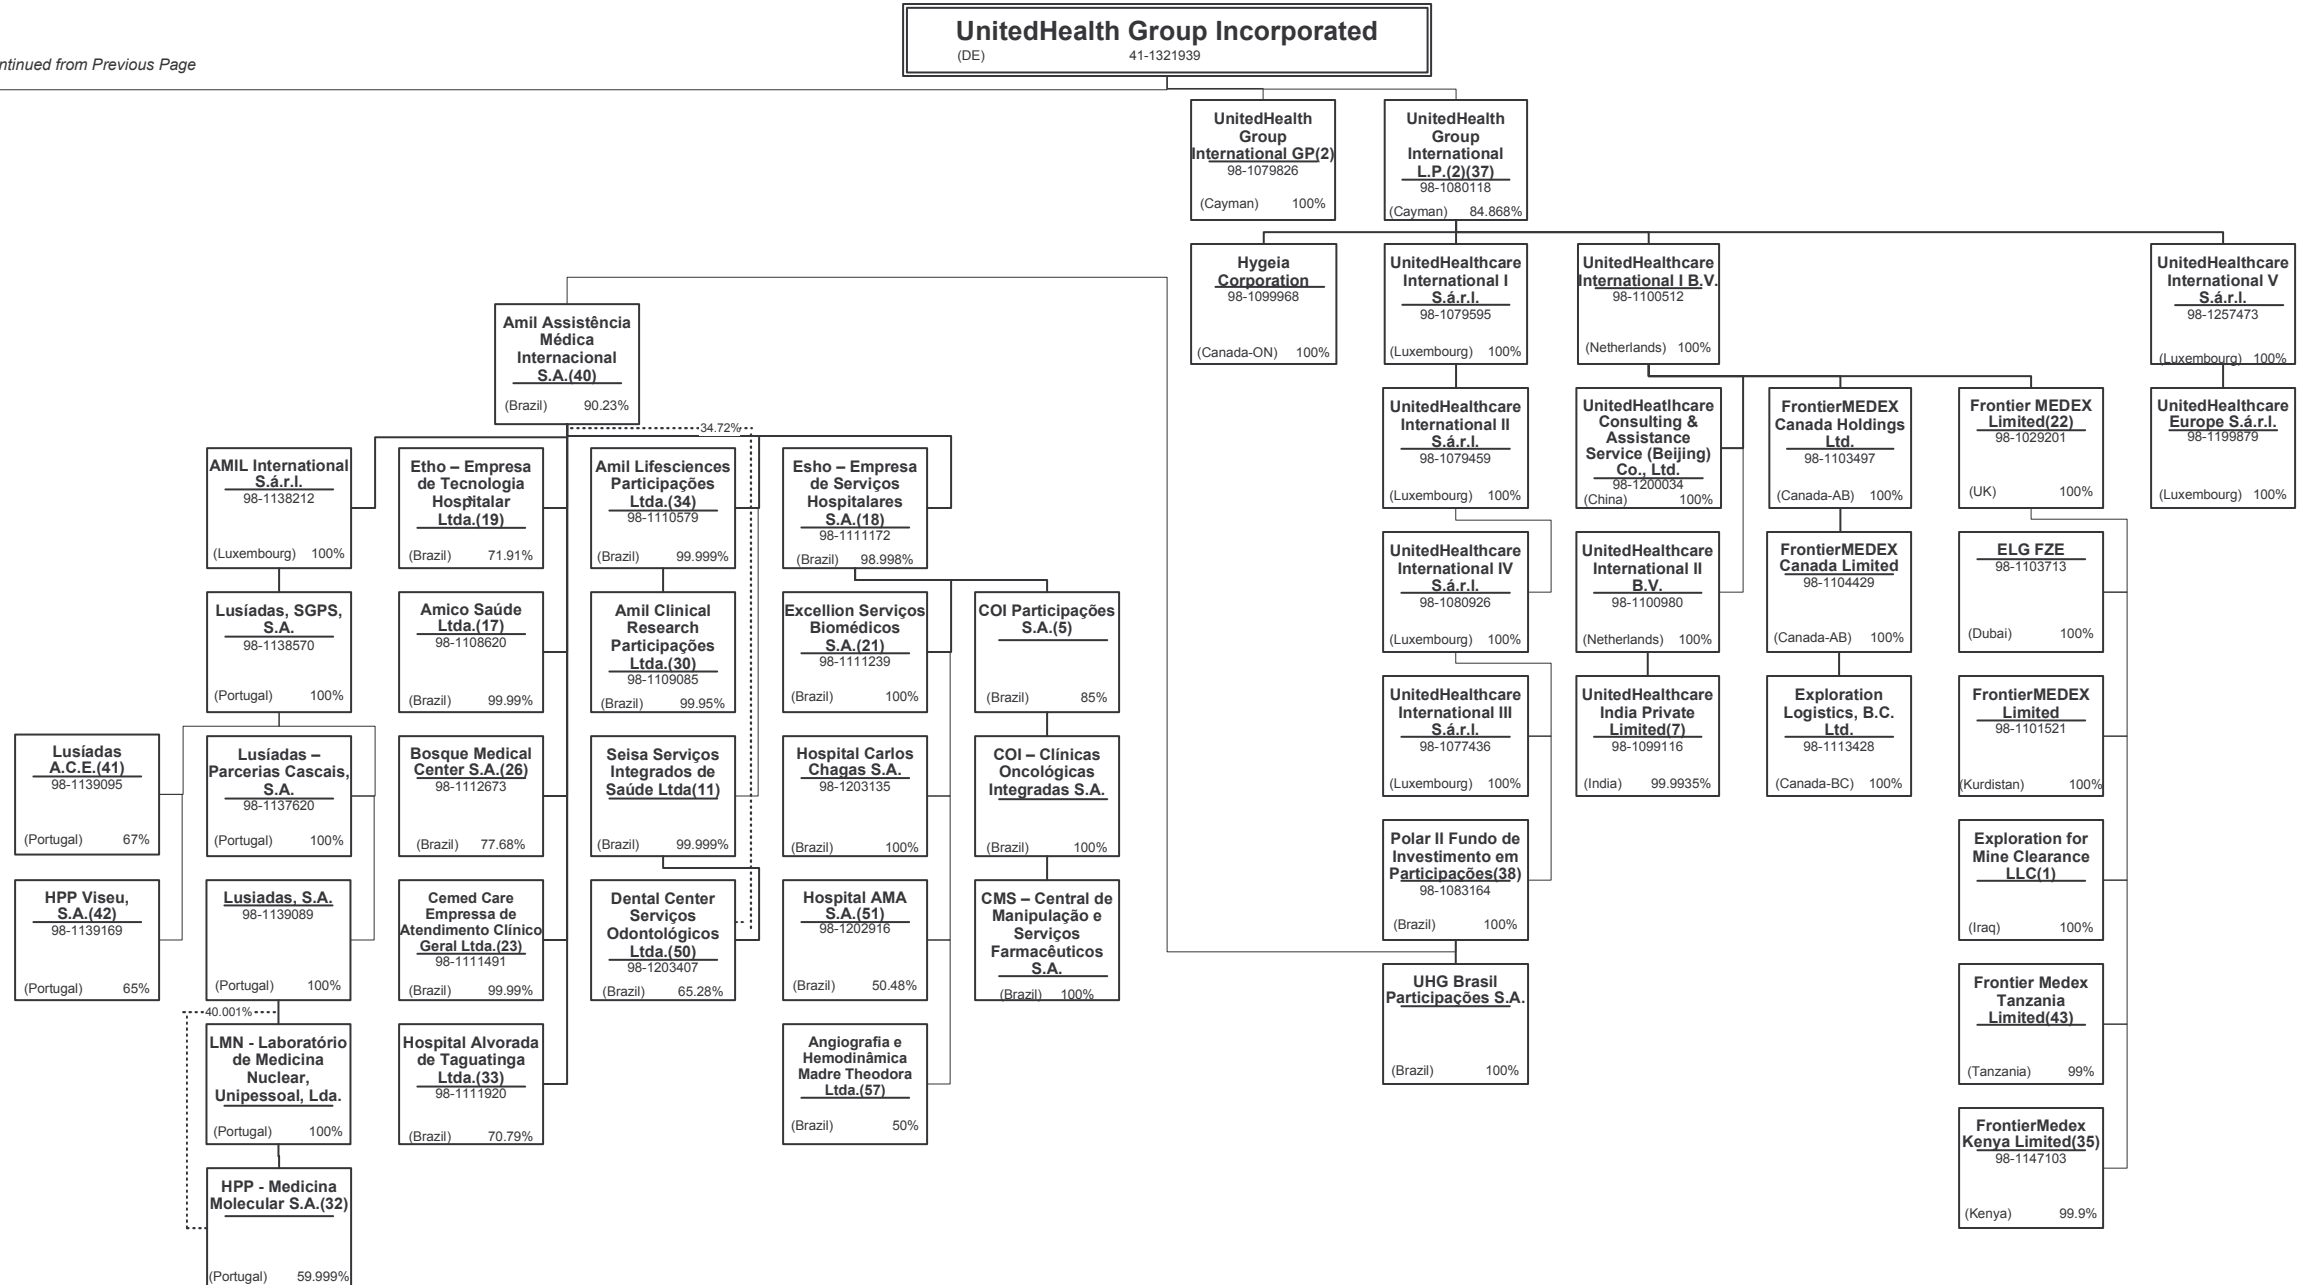 UnitedHealth Group Incorporated
(DE) 41-1321939
ntinued from Previous Page
UnitedHealth
Group
International GP(2)
98-1079826
(Cayman) 100%
UnitedHealth
Group
International
L.P.(2)(37)
98-1080118
(Cayman) 84.868%
Hygeia
Corporation
98-1099968
(Canada-ON) 100%
UnitedHealthcare
International I
S.á.r.l.
98-1079595
(Luxembourg) 100%
UnitedHealthcare
International I B.V.
98-1100512
(Netherlands) 100%
UnitedHealthcare
International V
S.á.r.l.
98-1257473
(Luxembourg) 100%
Amil Assistência
Médica
Internacional
S.A.(40)
(Brazil) 90.23%
34.72%
UnitedHealthcare
International II
S.á.r.l.
98-1079459
(Luxembourg) 100%
UnitedHeatlhcare
Consulting &
Assistance
Service (Beijing)
Co., Ltd.
98-1200034
(China) 100%
FrontierMEDEX
Canada Holdings
Ltd.
98-1103497
(Canada-AB) 100%
Frontier MEDEX
Limited(22)
98-1029201
(UK) 100%
UnitedHealthcare
Europe S.á.r.l.
98-1199879
(Luxembourg) 100%
AMIL International
S.á.r.l.
98-1138212
(Luxembourg) 100%
Etho – Empresa
de Tecnologia
Hospitalar
Ltda.(19)
(Brazil) 71.91%
Amil Lifesciences
Participações
Ltda.(34)
98-1110579
(Brazil) 99.999%
Esho – Empresa
de Serviços
Hospitalares
S.A.(18)
98-1111172
(Brazil) 98.998%
UnitedHealthcare
International IV
S.á.r.l.
98-1080926
(Luxembourg) 100%
UnitedHealthcare
International II
B.V.
98-1100980
(Netherlands) 100%
FrontierMEDEX
Canada Limited
98-1104429
(Canada-AB) 100%
ELG FZE
98-1103713
(Dubai) 100%
Lusíadas, SGPS,
S.A.
98-1138570
(Portugal) 100%
Amico Saúde
Ltda.(17)
98-1108620
(Brazil) 99.99%
Amil Clinical
Research
Participações
Ltda.(30)
98-1109085
(Brazil) 99.95%
Excellion Serviços
Biomédicos
S.A.(21)
98-1111239
(Brazil) 100%
COI Participações
S.A.(5)
(Brazil) 85%
UnitedHealthcare
International III
S.á.r.l.
98-1077436
(Luxembourg) 100%
UnitedHealthcare
India Private
Limited(7)
98-1099116
(India) 99.9935%
Exploration
Logistics, B.C.
Ltd.
98-1113428
(Canada-BC) 100%
FrontierMEDEX
Limited
98-1101521
(Kurdistan) 100%
Lusíadas
A.C.E.(41)
98-1139095
(Portugal) 67%
Lusíadas –
Parcerias Cascais,
S.A.
98-1137620
(Portugal) 100%
Bosque Medical
Center S.A.(26)
98-1112673
(Brazil) 77.68%
Seisa Serviços
Integrados de
Saúde Ltda(11)
(Brazil) 99.999%
Hospital Carlos
Chagas S.A.
98-1203135
(Brazil) 100%
COI – Clínicas
Oncológicas
Integradas S.A.
(Brazil) 100%
Polar II Fundo de
Investimento em
Participações(38)
98-1083164
(Brazil) 100%
Exploration for
Mine Clearance
LLC(1)
(Iraq) 100%
HPP Viseu,
S.A.(42)
98-1139169
(Portugal) 65%
Lusiadas, S.A.
98-1139089
(Portugal) 100%
Cemed Care
Empressa de
Atendimento Clínico
Geral Ltda.(23)
98-1111491
(Brazil) 99.99%
Dental Center
Serviços
Odontológicos
Ltda.(50)
98-1203407
(Brazil) 65.28%
Hospital AMA
S.A.(51)
98-1202916
(Brazil) 50.48%
CMS – Central de
Manipulação e
Serviços
Farmacêuticos
S.A.
(Brazil) 100%
UHG Brasil
Participações S.A.
(Brazil) 100%
Frontier Medex
Tanzania
Limited(43)
(Tanzania) 99%
40.001%
LMN - Laboratório
de Medicina
Nuclear,
Unipessoal, Lda.
(Portugal) 100%
Hospital Alvorada
de Taguatinga
Ltda.(33)
98-1111920
(Brazil) 70.79%
Angiografia e
Hemodinâmica
Madre Theodora
Ltda.(57)
(Brazil) 50%
FrontierMedex
Kenya Limited(35)
98-1147103
(Kenya) 99.9%
HPP - Medicina
Molecular S.A.(32)
(Portugal) 59.999%